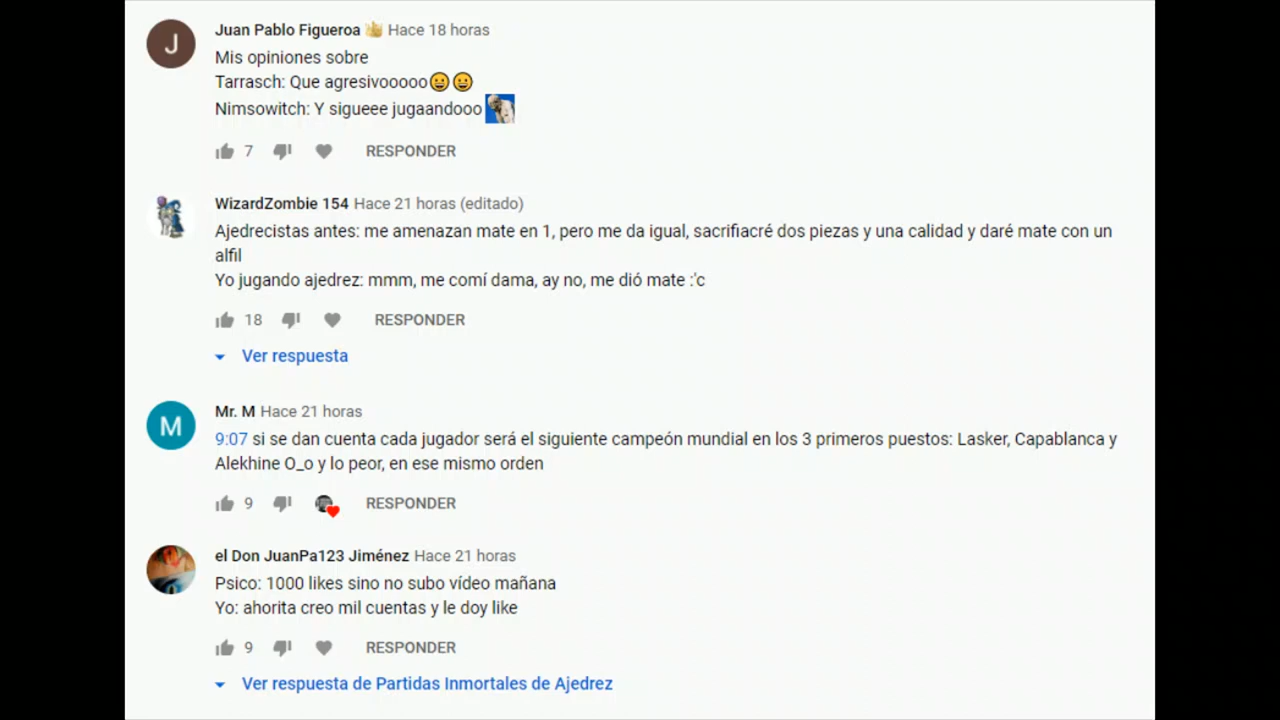 J
Juan Pablo Figueroa 👑 Hace 18 horas
Mis opiniones sobre
Tarrasch: Que agresivooooo😀😀
Nimsowitch: Y sigueee jugaandooo
7 RESPONDER
WizardZombie 154 Hace 21 horas (editado)
Ajedrecistas antes: me amenazan mate en 1, pero me da igual, sacrifiacré dos piezas y una calidad y daré mate con un
alfil
Yo jugando ajedrez: mmm, me comí dama, ay no, me dió mate :'c
18 RESPONDER
Ver respuesta
M
Mr. M Hace 21 horas
9:07 si se dan cuenta cada jugador será el siguiente campeón mundial en los 3 primeros puestos: Lasker, Capablanca y
Alekhine O_o y lo peor, en ese mismo orden
9 RESPONDER
el Don JuanPa123 Jiménez Hace 21 horas
Psico: 1000 likes sino no subo vídeo mañana
Yo: ahorita creo mil cuentas y le doy like
9 RESPONDER
Ver respuesta de Partidas Inmortales de Ajedrez